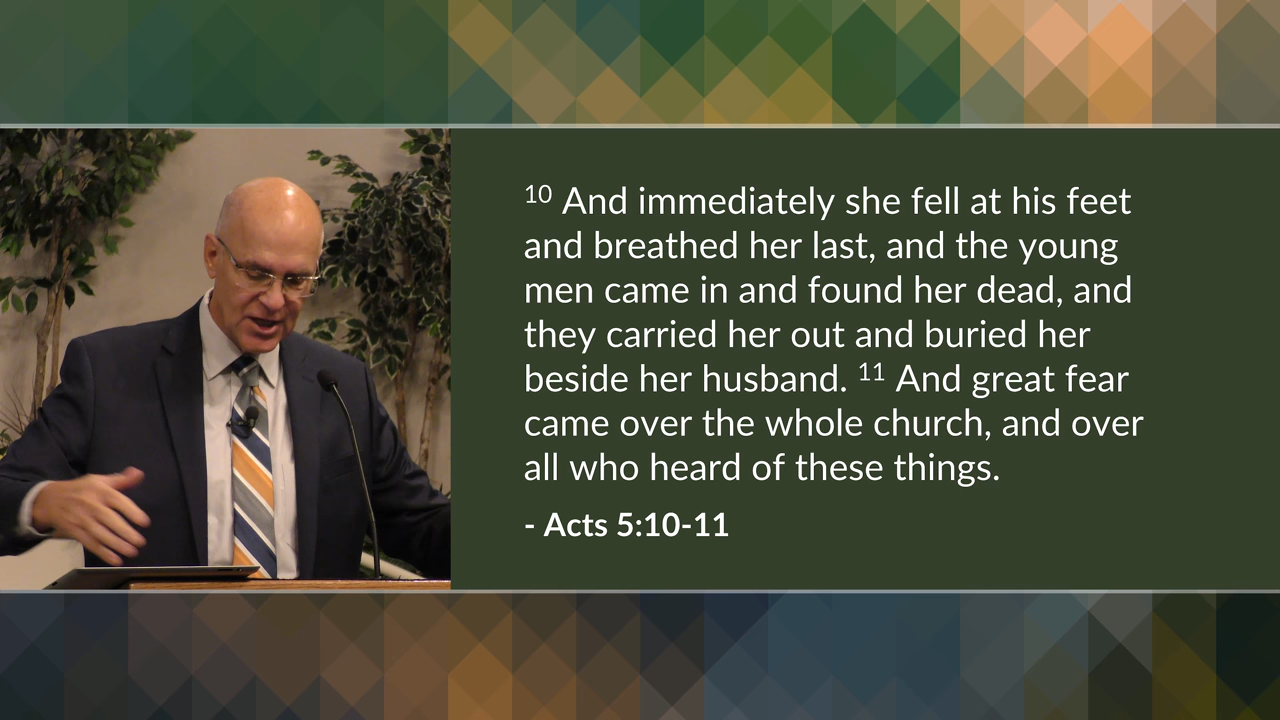 10 And immediately she fell at his feet
and breathed her last, and the young
men came in and found her dead, and
they carried her out and buried her
beside her husband. 11 And great fear
came over the whole church, and over
all who heard of these things.
- Acts 5:10-11